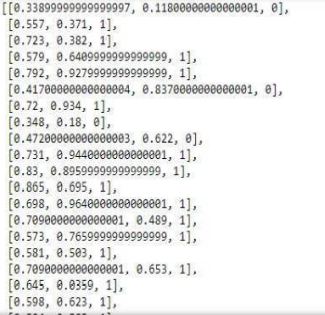 [[0.33899999999999997, 0.11800000000000001, 0],
[0.557, 0.371, 1],
[0.723, 0.382, 1],
[0.579, 0.6409999999999999, 1],
[0.792, 0.9279999999999999, 1],
[0.41700000000000004, 0.8370000000000001, 0],
[0.72, 0.934, 1],
[0.348, 0.18, 0],
[0.47200000000000003, 0.622, 0],
[0.731, 0.9440000000000001, 1],
[0.83, 0.8959999999999999, 1],
[0.865, 0.695, 1],
[0.698, 0.9640000000000001, 1],
[0.7090000000000001, 0.489, 1],
[0.573, 0.7659999999999999, 1],
[0.581, 0.503, 1],
[0.7090000000000001, 0.653, 1],
[0.645, 0.0359, 1],
[0.598, 0.623, 1],